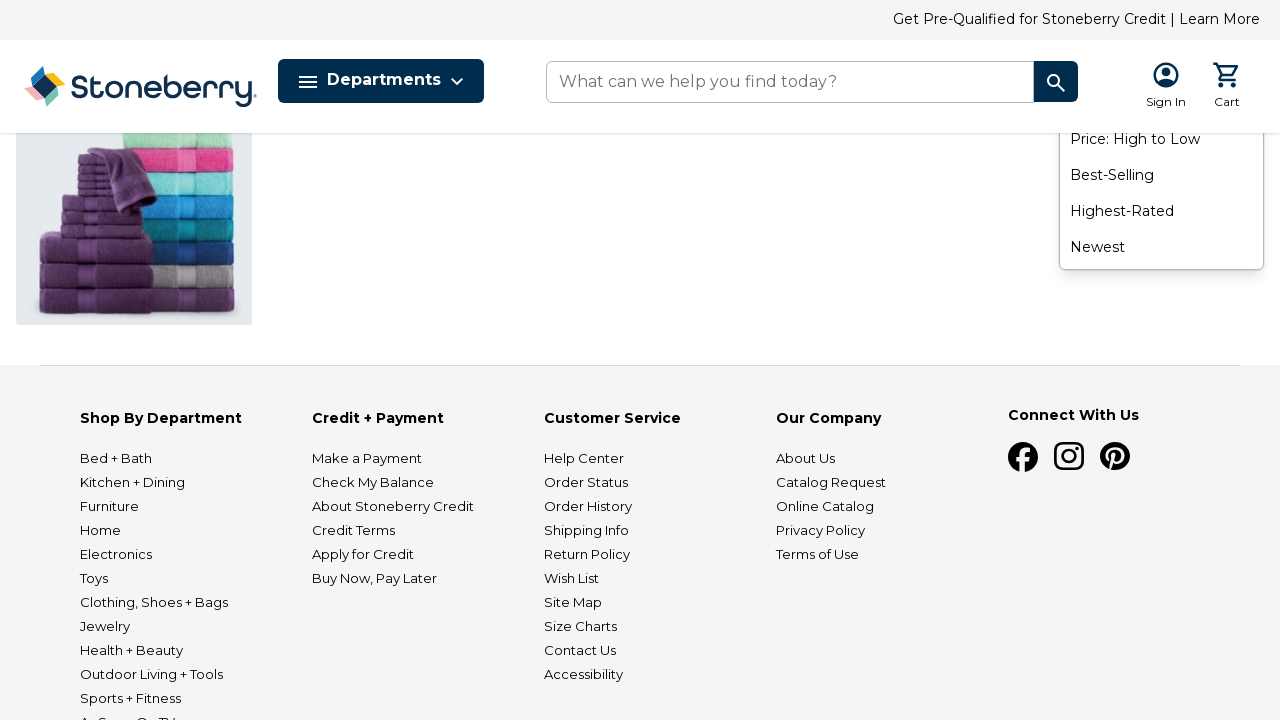 Get Pre-Qualified for Stoneberry Credit | Learn More
Stoneberry
Departments
What can we help you find today?
Sign In
Cart
Price: High to Low
Best-Selling
Highest-Rated
Newest
Shop By Department
Bed + Bath
Kitchen + Dining
Furniture
Home
Electronics
Toys
Clothing, Shoes + Bags
Jewelry
Health + Beauty
Outdoor Living + Tools
Sports + Fitness
As Seen On TV
Credit + Payment
Make a Payment
Check My Balance
About Stoneberry Credit
Credit Terms
Apply for Credit
Buy Now, Pay Later
Customer Service
Help Center
Order Status
Order History
Shipping Info
Return Policy
Wish List
Site Map
Size Charts
Contact Us
Accessibility
Our Company
About Us
Catalog Request
Online Catalog
Privacy Policy
Terms of Use
Connect With Us